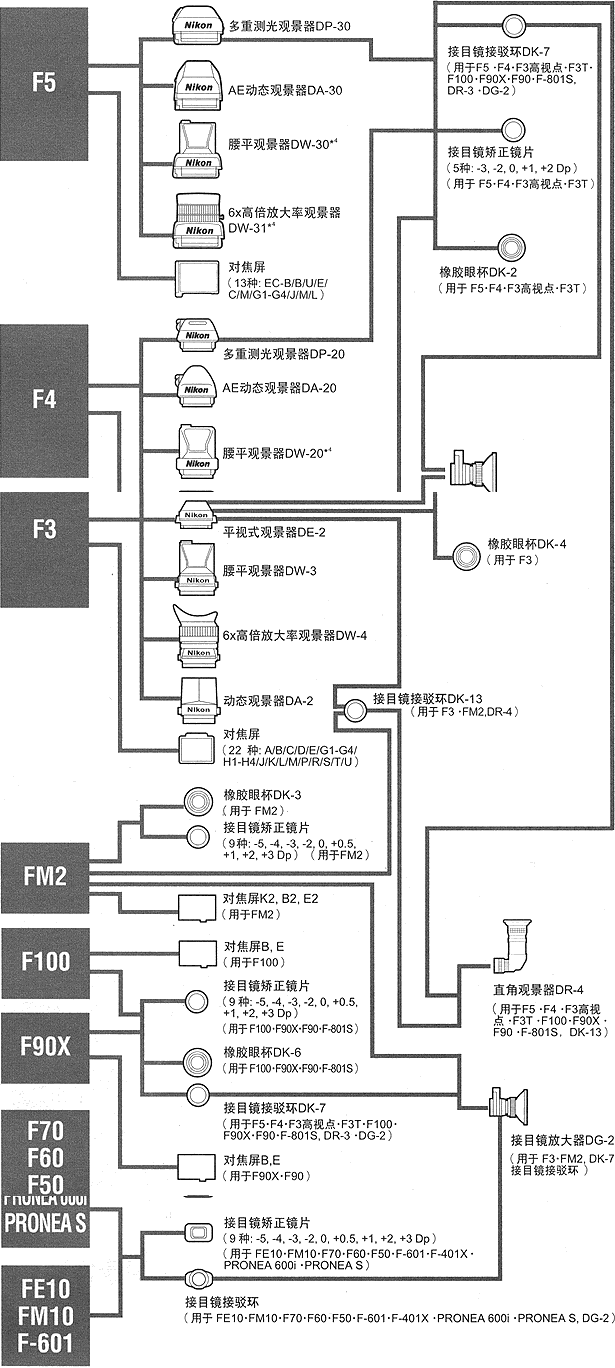 F5
Nikon
多重测光观景器DP-30
Nikon
AE动态观景器DA-30
Nikon
腰平观景器DW-30*4
Nikon
6x高倍放大率观景器
DW-31*4
对焦屏
(13种: EC-B/B/U/E/
C/M/G1-G4/J/M/L)
接目镜接驳环DK-7
(用于F5·F4·F3高视点·F3T·
F100·F90X·F90·F-801S,
DR-3·DG-2)
接目镜矫正镜片
(5种: -3, -2, 0, +1, +2 Dp)
(用于 F5·F4·F3高视点·F3T)
橡胶眼杯DK-2
(用于 F5·F4·F3高视点·F3T)
F4
Nikon
多重测光观景器DP-20
Nikon
AE动态观景器DA-20
Nikon
腰平观景器DW-20*4
F3
Nikon
平视式观景器DE-2
Nikon
腰平观景器DW-3
Nikon
6x高倍放大率观景器DW-4
Nikon
动态观景器DA-2
对焦屏
(22 种: A/B/C/D/E/G1-G4/
H1-H4/J/K/L/M/P/R/S/T/U)
橡胶眼杯DK-4
(用于 F3)
接目镜接驳环DK-13
(用于 F3·FM2,DR-4)
橡胶眼杯DK-3
(用于 FM2)
接目镜矫正镜片
(9种: -5, -4, -3, -2, 0, +0.5,
+1, +2, +3 Dp) (用于FM2)
FM2
对焦屏K2, B2, E2
(用于FM2)
F100
对焦屏B, E
(用于F100)
接目镜矫正镜片
(9 种: -5, -4, -3, -2, 0, +0.5,
+1, +2, +3 Dp)
(用于 F100·F90X·F90·F-801S)
F90X
橡胶眼杯DK-6
(用于 F100·F90X·F90·F-801S)
接目镜接驳环DK-7
(用于F5·F4·F3高视点·F3T·F100·
F90X·F90·F-801S, DR-3·DG-2)
对焦屏B,E
(用于F90X·F90)
直角观景器DR-4
(用于F5·F4·F3高视
点·F3T·F100·F90X·
F90·F-801S, DK-13)
接目镜放大器DG-2
(用于 F3·FM2, DK-7
接目镜接驳环)
F70
F60
F50
PRONEA 600i
PRONEA S
接目镜矫正镜片
(9 种: -5, -4, -3, -2, 0, +0.5, +1, +2, +3 Dp)
(用于 FE10·FM10·F70·F60·F50·F-601·F-401X·
PRONEA 600i·PRONEA S)
FE10
FM10
F-601
接目镜接驳环
(用于 FE10·FM10·F70·F60·F50·F-601·F-401X·PRONEA 600i·PRONEA S, DG-2)